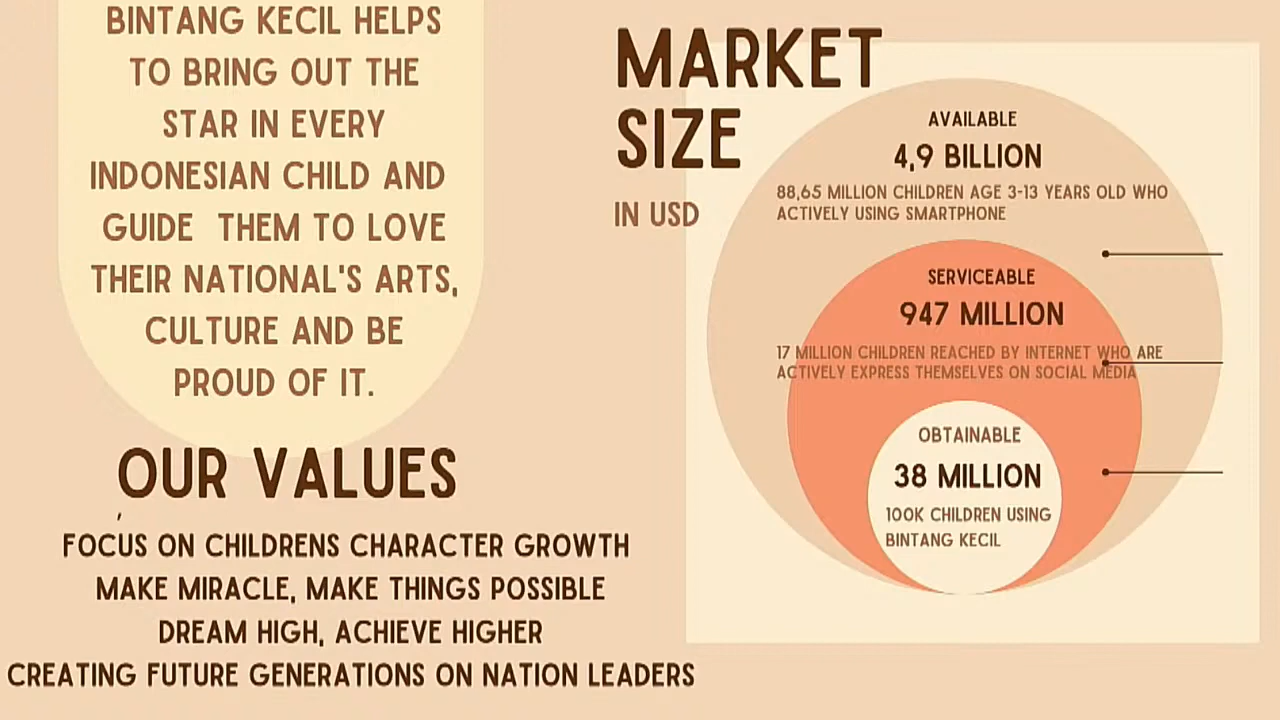 BINTANG KECIL HELPS
TO BRING OUT THE
STAR IN EVERY
INDONESIAN CHILD AND
GUIDE THEM TO LOVE
THEIR NATIONAL'S ARTS,
CULTURE AND BE
PROUD OF IT.
OUR VALUES
,
FOCUS ON CHILDRENS CHARACTER GROWTH
MAKE MIRACLE, MAKE THINGS POSSIBLE
DREAM HIGH, ACHIEVE HIGHER
CREATING FUTURE GENERATIONS ON NATION LEADERS
MARKET
SIZE
IN USD
AVAILABLE
4,9 BILLION
88,65 MILLION CHILDREN AGE 3-13 YEARS OLD WHO
ACTIVELY USING SMARTPHONE
SERVICEABLE
947 MILLION
17 MILLION CHILDREN REACHED BY INTERNET WHO ARE
ACTIVELY EXPRESS THEMSELVES ON SOCIAL MEDIA
OBTAINABLE
38 MILLION
100K CHILDREN USING
BINTANG KECIL